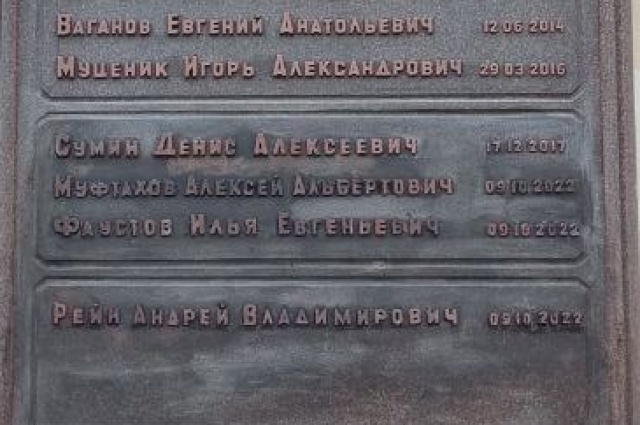 Ваганов Евгений Анатольевич 12.06.2014
Муценик Игорь Александрович 29.03.2016
Сумин Денис Алексеевич 17.12.2017
Муфтахов Алексей Альбертович 09.10.2022
Фаустов Илья Евгеньевич 09.10.2022
Рейн Андрей Владимирович 09.10.2022